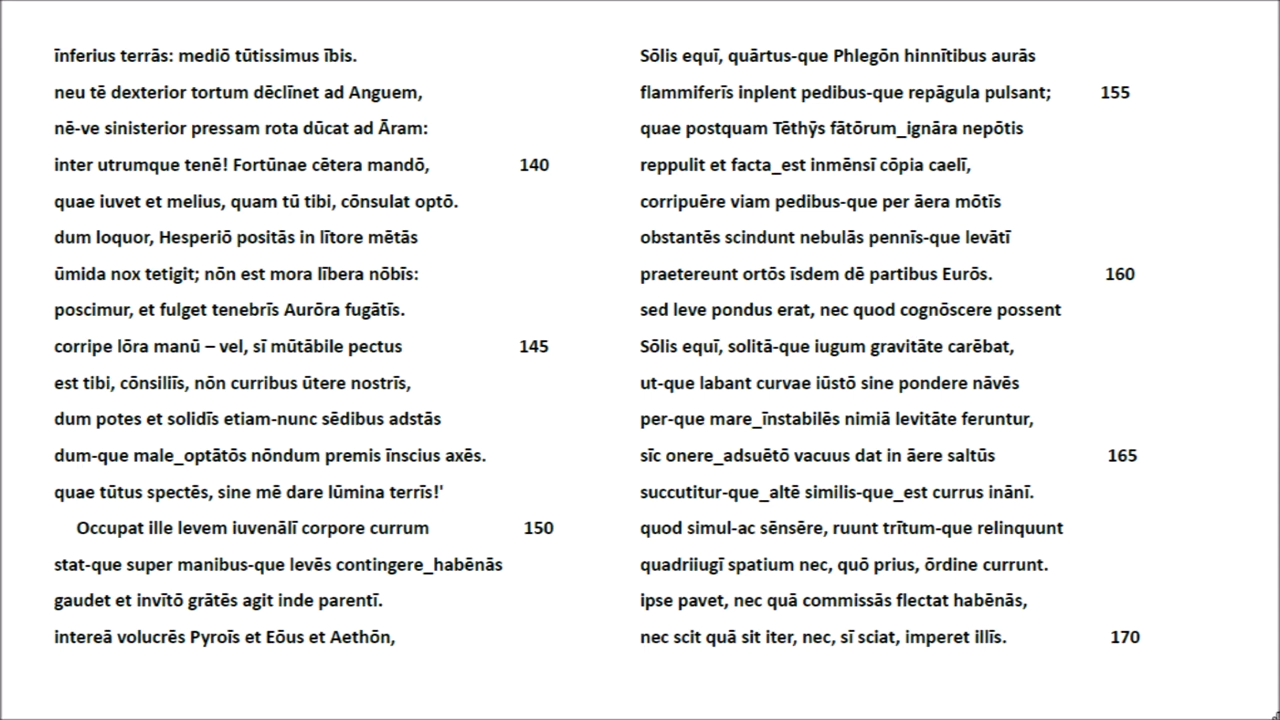 īnferius terrās: mediō tūtissimus ībis.
neu tē dexterior tortum dēclīnet ad Anguem,
nē-ve sinisterior pressam rota dūcat ad Āram:
inter utrumque tenē! Fortūnae cētera mandō, 140
quae iuvet et melius, quam tū tibi, cōnsulat optō.
dum loquor, Hesperiō positās in lītore mētās
ūmida nox tetigit; nōn est mora lībera nōbīs:
poscimur, et fulget tenebrīs Aurōra fugātīs.
corripe lōra manū – vel, sī mūtābile pectus 145
est tibi, cōnsiliīs, nōn curribus ūtere nostrīs,
dum potes et solidīs etiam-nunc sēdibus adstās
dum-que male_optātōs nōndum premis īnscius axēs.
quae tūtus spectēs, sine mē dare lūmina terrīs!'
Occupat ille levem iuvenālī corpore currum 150
stat-que super manibus-que levēs contingere_habēnās
gaudet et invītō grātēs agit inde parentī.
intereā volucrēs Pyroīs et Eōus et Aethōn,
Sōlis equī, quārtus-que Phlegōn hinnītibus aurās
flammiferīs inplent pedibus-que repāgula pulsant; 155
quae postquam Tēthȳs fātōrum_ignāra nepōtis
reppulit et facta_est inmēnsī cōpia caelī,
corripuēre viam pedibus-que per āera mōtīs
obstantēs scindunt nebulās pennīs-que levātī
praetereunt ortōs īsdem dē partibus Eurōs. 160
sed leve pondus erat, nec quod cognōscere possent
Sōlis equī, solitā-que iugum gravitāte carēbat,
ut-que labant curvae iūstō sine pondere nāvēs
per-que mare_īnstabilēs nimiā levitāte feruntur,
sīc onere_adsuētō vacuus dat in āere saltūs 165
succutitur-que_altē similis-que_est currus inānī.
quod simul-ac sēnsēre, ruunt trītum-que relinquunt
quadriiugī spatium nec, quō prius, ōrdine currunt.
ipse pavet, nec quā commissās flectat habēnās,
nec scit quā sit iter, nec, sī sciat, imperet illīs. 170